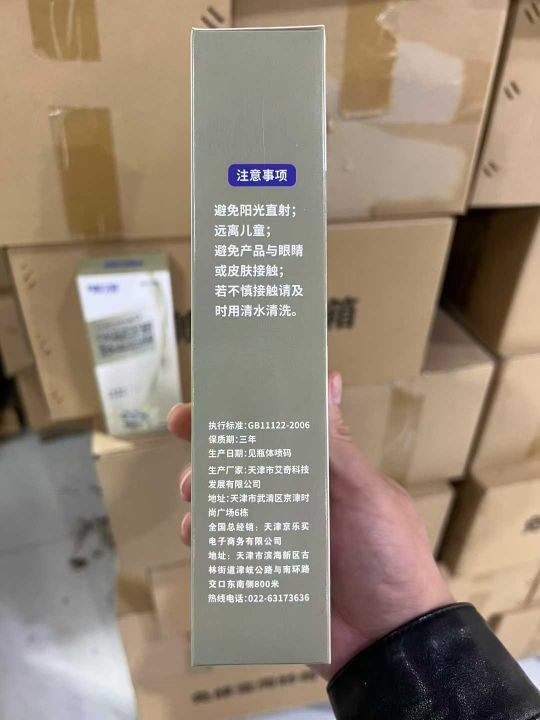 注意事项
避免阳光直射；
远离儿童；
避免产品与眼睛
或皮肤接触；
若不慎接触请及
时用清水清洗。
执行标准:GB11122-2006
保质期:三年
生产日期:见瓶体喷码
生产厂家:天津市艾奇科技
发展有限公司
地址:天津市武清区京津时
尚广场6栋
全国总经销：天津京乐买
电子商务有限公司
地址：天津市滨海新区古
林街道津岐公路与南环路
交口东南侧800米
热线电话:022-63173636
箱